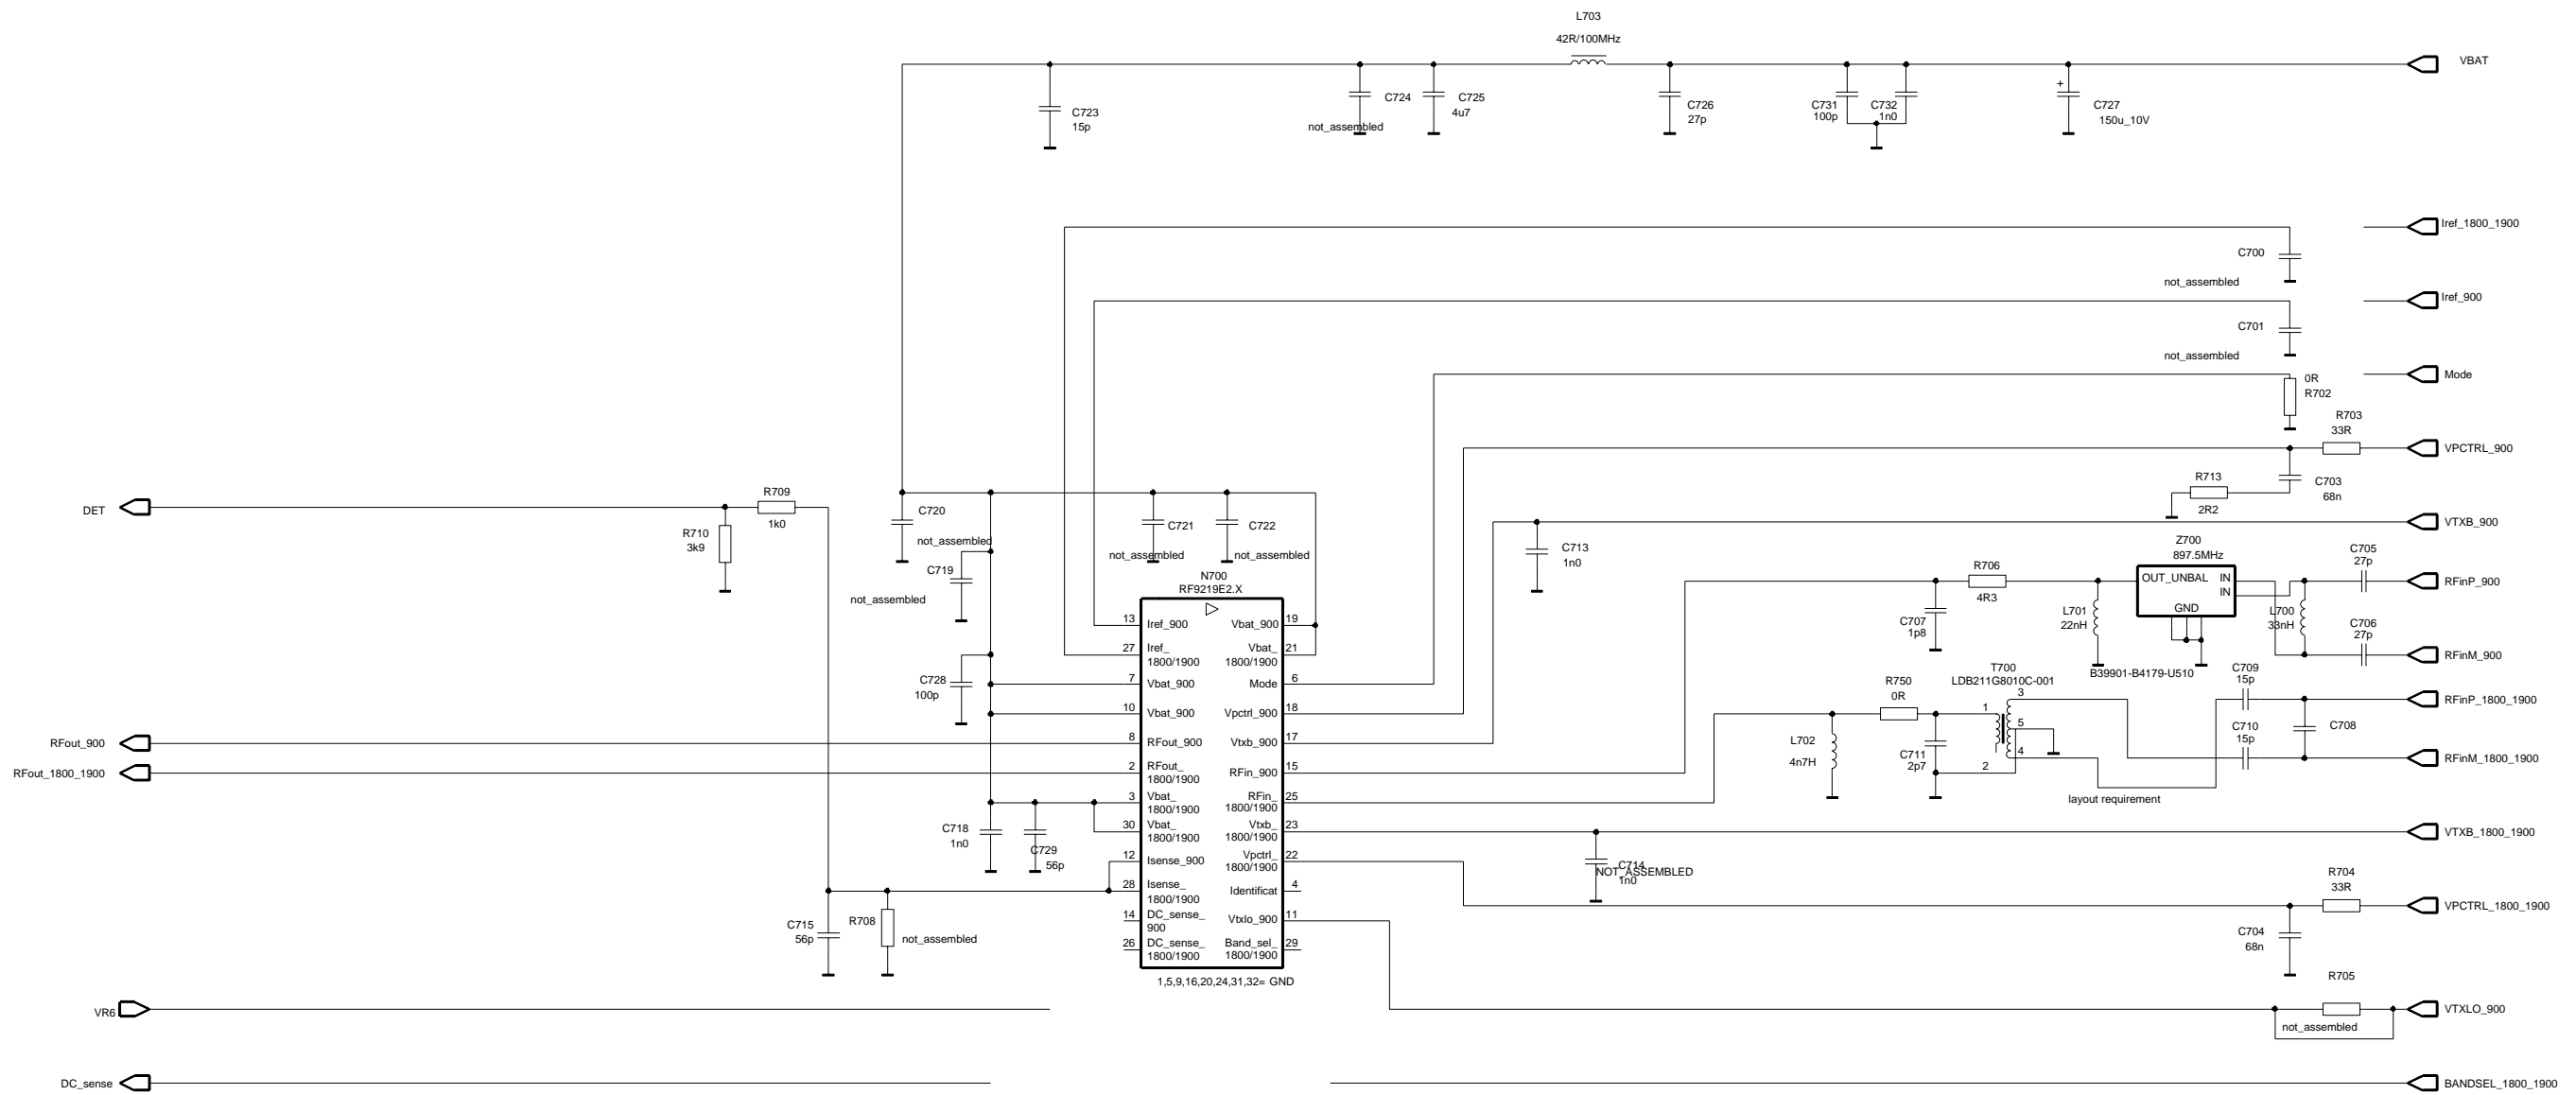 L703
42R/100MHz
VBAT
C723
15p
C724
not_assembled
C725
4u7
C726
27p
C731
100p
C732
1n0
+
C727
150u_10V
Iref_1800_1900
C700
not_assembled
Iref_900
C701
not_assembled
Mode
0R
R702
R703
33R
VPCTRL_900
R713
2R2
C703
68n
DET
R709
1k0
R710
3k9
C720
not_assembled
C721
not_assembled
C722
not_assembled
C719
not_assembled
VTXB_900
C713
1n0
Z700
897.5MHz
OUT_UNBAL
IN
IN
GND
B39901-B4179-U510
C705
27p
RFinP_900
R706
4R3
C707
1p8
L701
22nH
L700
33nH
C706
27p
RFinM_900
N700
RF9219E2.X
13 Iref_900
27 Iref_
1800/1900
7 Vbat_900
10 Vbat_900
8 RFout_900
2 RFout_
1800/1900
3 Vbat_
1800/1900
30 Vbat_
1800/1900
12 Isense_900
28 Isense_
1800/1900
14 DC_sense_
900
26 DC_sense_
1800/1900
Vbat_900 19
Vbat_ 21
1800/1900
Mode 6
Vpctrl_900 18
Vtxb_900 17
RFin_900 15
RFin_ 25
1800/1900
Vtxb_ 23
1800/1900
Vpctrl_ 22
1800/1900
Identificat 4
Vtxlo_900 11
Band_sel_ 29
1800/1900
1,5,9,16,20,24,31,32= GND
C728
100p
RFout_900
RFout_1800_1900
C718
1n0
C729
56p
C715
56p
R708
not_assembled
T700
LDB211G8010C-001
1
2
3
5
4
R750
0R
L702
4n7H
C711
2p7
C709
15p
RFinP_1800_1900
C710
15p
C708
RFinM_1800_1900
layout requirement
VTXB_1800_1900
C714
NOT_ASSEMBLED
1n0
R704
33R
VPCTRL_1800_1900
C704
68n
R705
not_assembled
VTXLO_900
VR6
DC_sense
BANDSEL_1800_1900